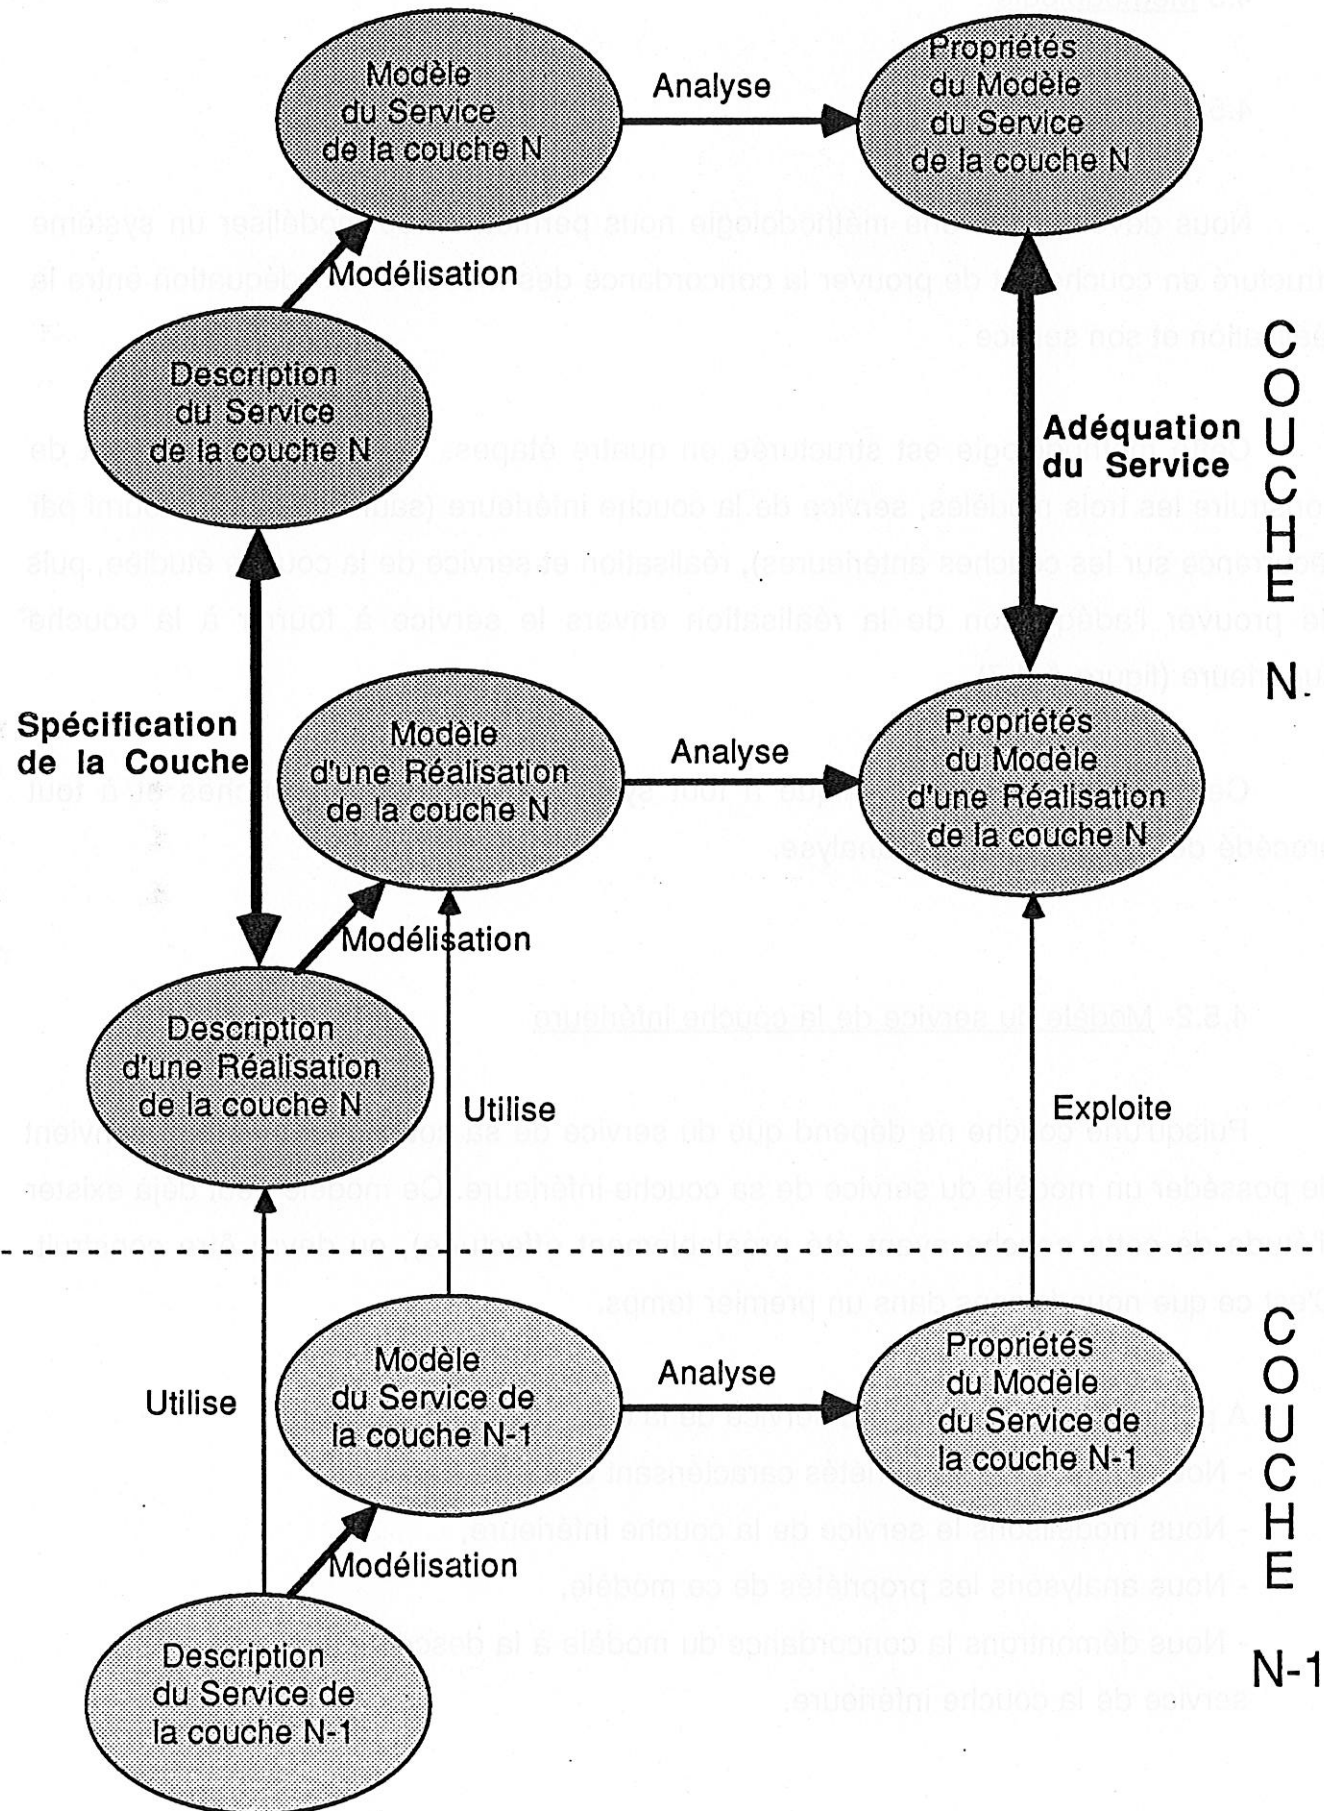 Modèle
du Service
de la couche N
Analyse
Propriétés
du Modèle
du Service
de la couche N
Modélisation
Description
du Service
de la couche N
Adéquation
du Service
COUCHE
N
Spécification
de la Couche
Modèle
d'une Réalisation
de la couche N
Analyse
Propriétés
du Modèle
d'une Réalisation
de la couche N
Modélisation
Description
d'une Réalisation
de la couche N
Utilise
Exploite
Utilise
Modèle
du Service de
la couche N-1
Analyse
Propriétés
du Modèle
du Service de
la couche N-1
COUCHE
N-1
Modélisation
Description
du Service de
la couche N-1